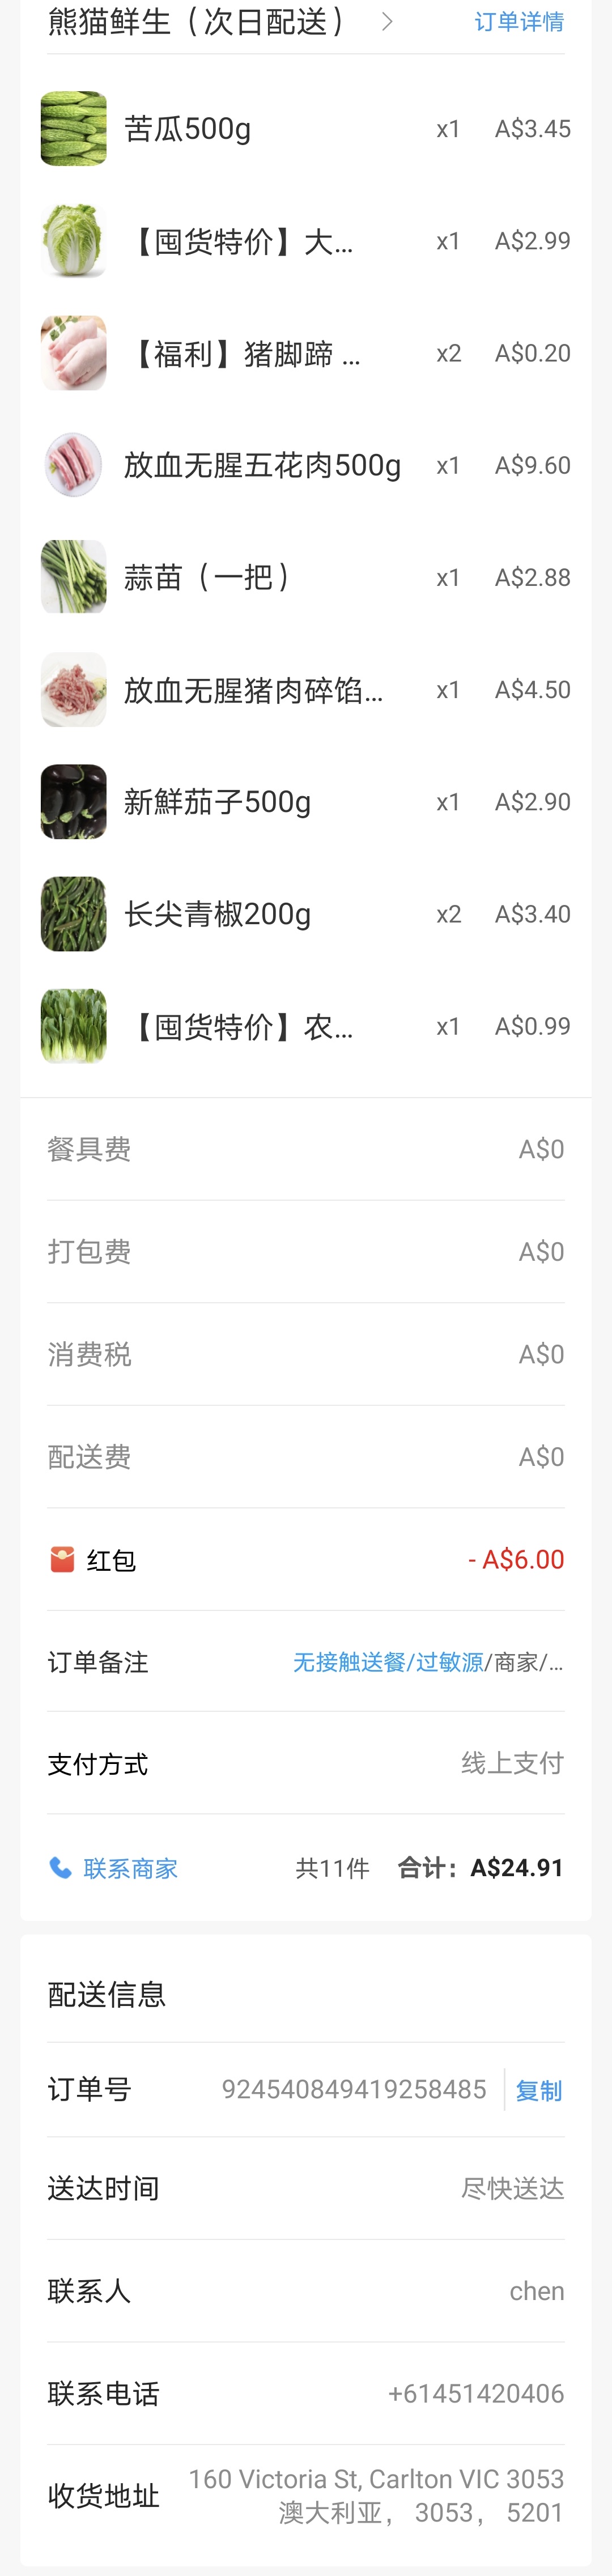 熊猫鲜生（次日配送） > 订单详情
苦瓜500g x1 A$3.45
【囤货特价】大... x1 A$2.99
【福利】猪脚蹄 ... x2 A$0.20
放血无腥五花肉500g x1 A$9.60
蒜苗（一把） x1 A$2.88
放血无腥猪肉碎馅... x1 A$4.50
新鮮茄子500g x1 A$2.90
长尖青椒200g x2 A$3.40
【囤货特价】农... x1 A$0.99
餐具费 A$0
打包费 A$0
消费税 A$0
配送费 A$0
红包 - A$6.00
订单备注 无接触送餐/过敏源/商家/...
支付方式 线上支付
联系商家 共11件 合计：A$24.91
配送信息
订单号 924540849419258485 复制
送达时间 尽快送达
联系人 chen
联系电话 +61451420406
收货地址 160 Victoria St, Carlton VIC 3053
澳大利亚， 3053， 5201